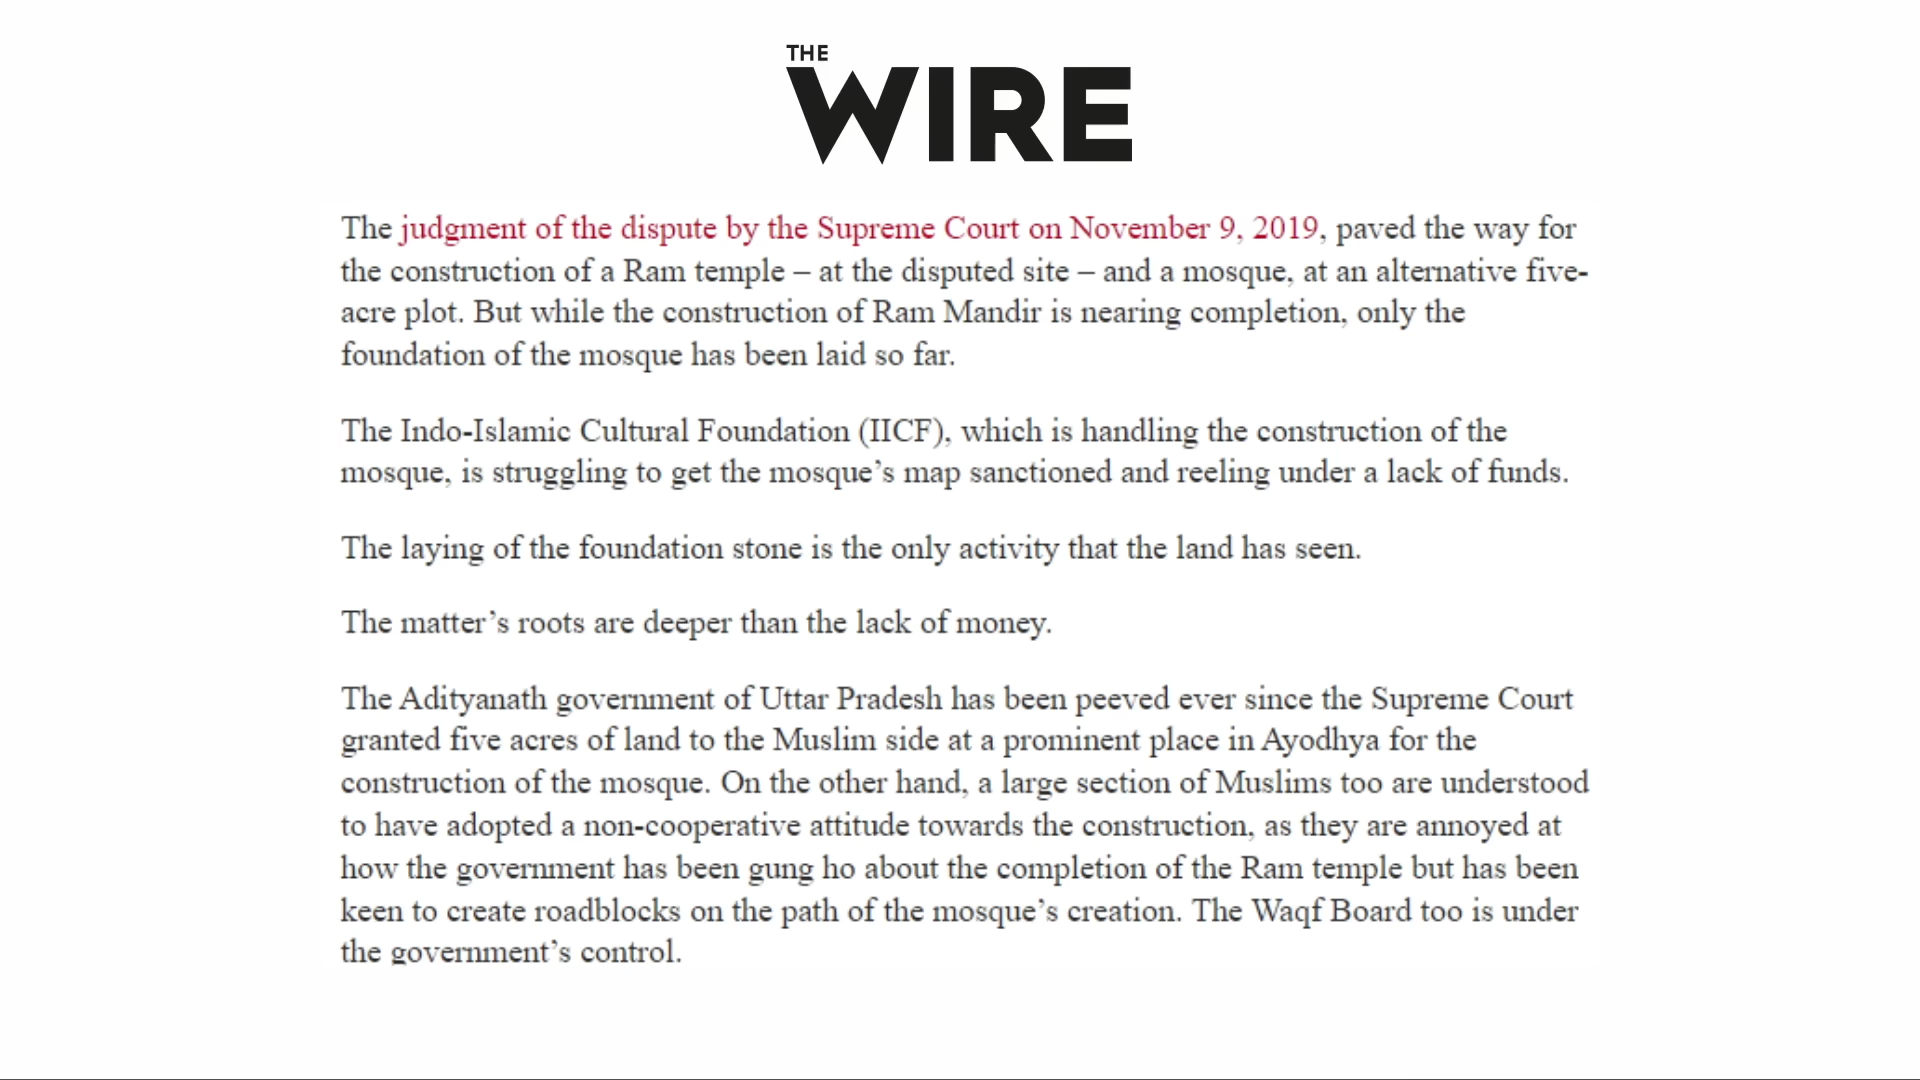 THE
WIRE
The judgment of the dispute by the Supreme Court on November 9, 2019, paved the way for
the construction of a Ram temple – at the disputed site – and a mosque, at an alternative five-
acre plot. But while the construction of Ram Mandir is nearing completion, only the
foundation of the mosque has been laid so far.
The Indo-Islamic Cultural Foundation (IICF), which is handling the construction of the
mosque, is struggling to get the mosque’s map sanctioned and reeling under a lack of funds.
The laying of the foundation stone is the only activity that the land has seen.
The matter’s roots are deeper than the lack of money.
The Adityanath government of Uttar Pradesh has been peeved ever since the Supreme Court
granted five acres of land to the Muslim side at a prominent place in Ayodhya for the
construction of the mosque. On the other hand, a large section of Muslims too are understood
to have adopted a non-cooperative attitude towards the construction, as they are annoyed at
how the government has been gung ho about the completion of the Ram temple but has been
keen to create roadblocks on the path of the mosque’s creation. The Waqf Board too is under
the government’s control.